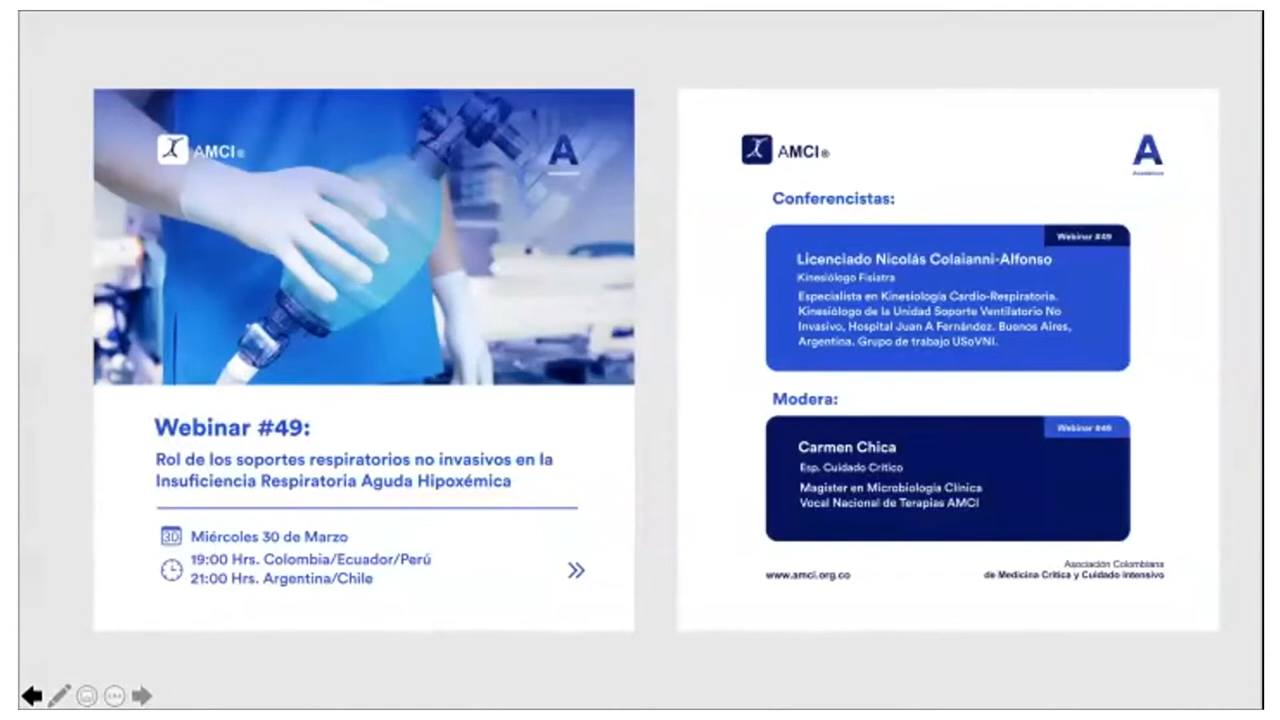 AMCI®
A
Webinar #49:
Rol de los soportes respiratorios no invasivos en la
Insuficiencia Respiratoria Aguda Hipoxémica
30
Miércoles 30 de Marzo
19:00 Hrs. Colombia/Ecuador/Perú
21:00 Hrs. Argentina/Chile
AMCI®
A
Conferencistas:
Webinar #49
Licenciado Nicolás Colaianni-Alfonso
Kinesiólogo Fisiatra
Especialista en Kinesiología Cardio-Respiratoria.
Kinesiólogo de la Unidad Soporte Ventilatorio No
Invasivo, Hospital Juan A Fernández. Buenos Aires,
Argentina. Grupo de trabajo USoVNI.
Modera:
Webinar #49
Carmen Chica
Esp. Cuidado Crítico
Magister en Microbiología Clínica
Vocal Nacional de Terapias AMCI
www.amci.org.co
Asociación Colombiana
de Medicina Crítica y Cuidado Intensivo